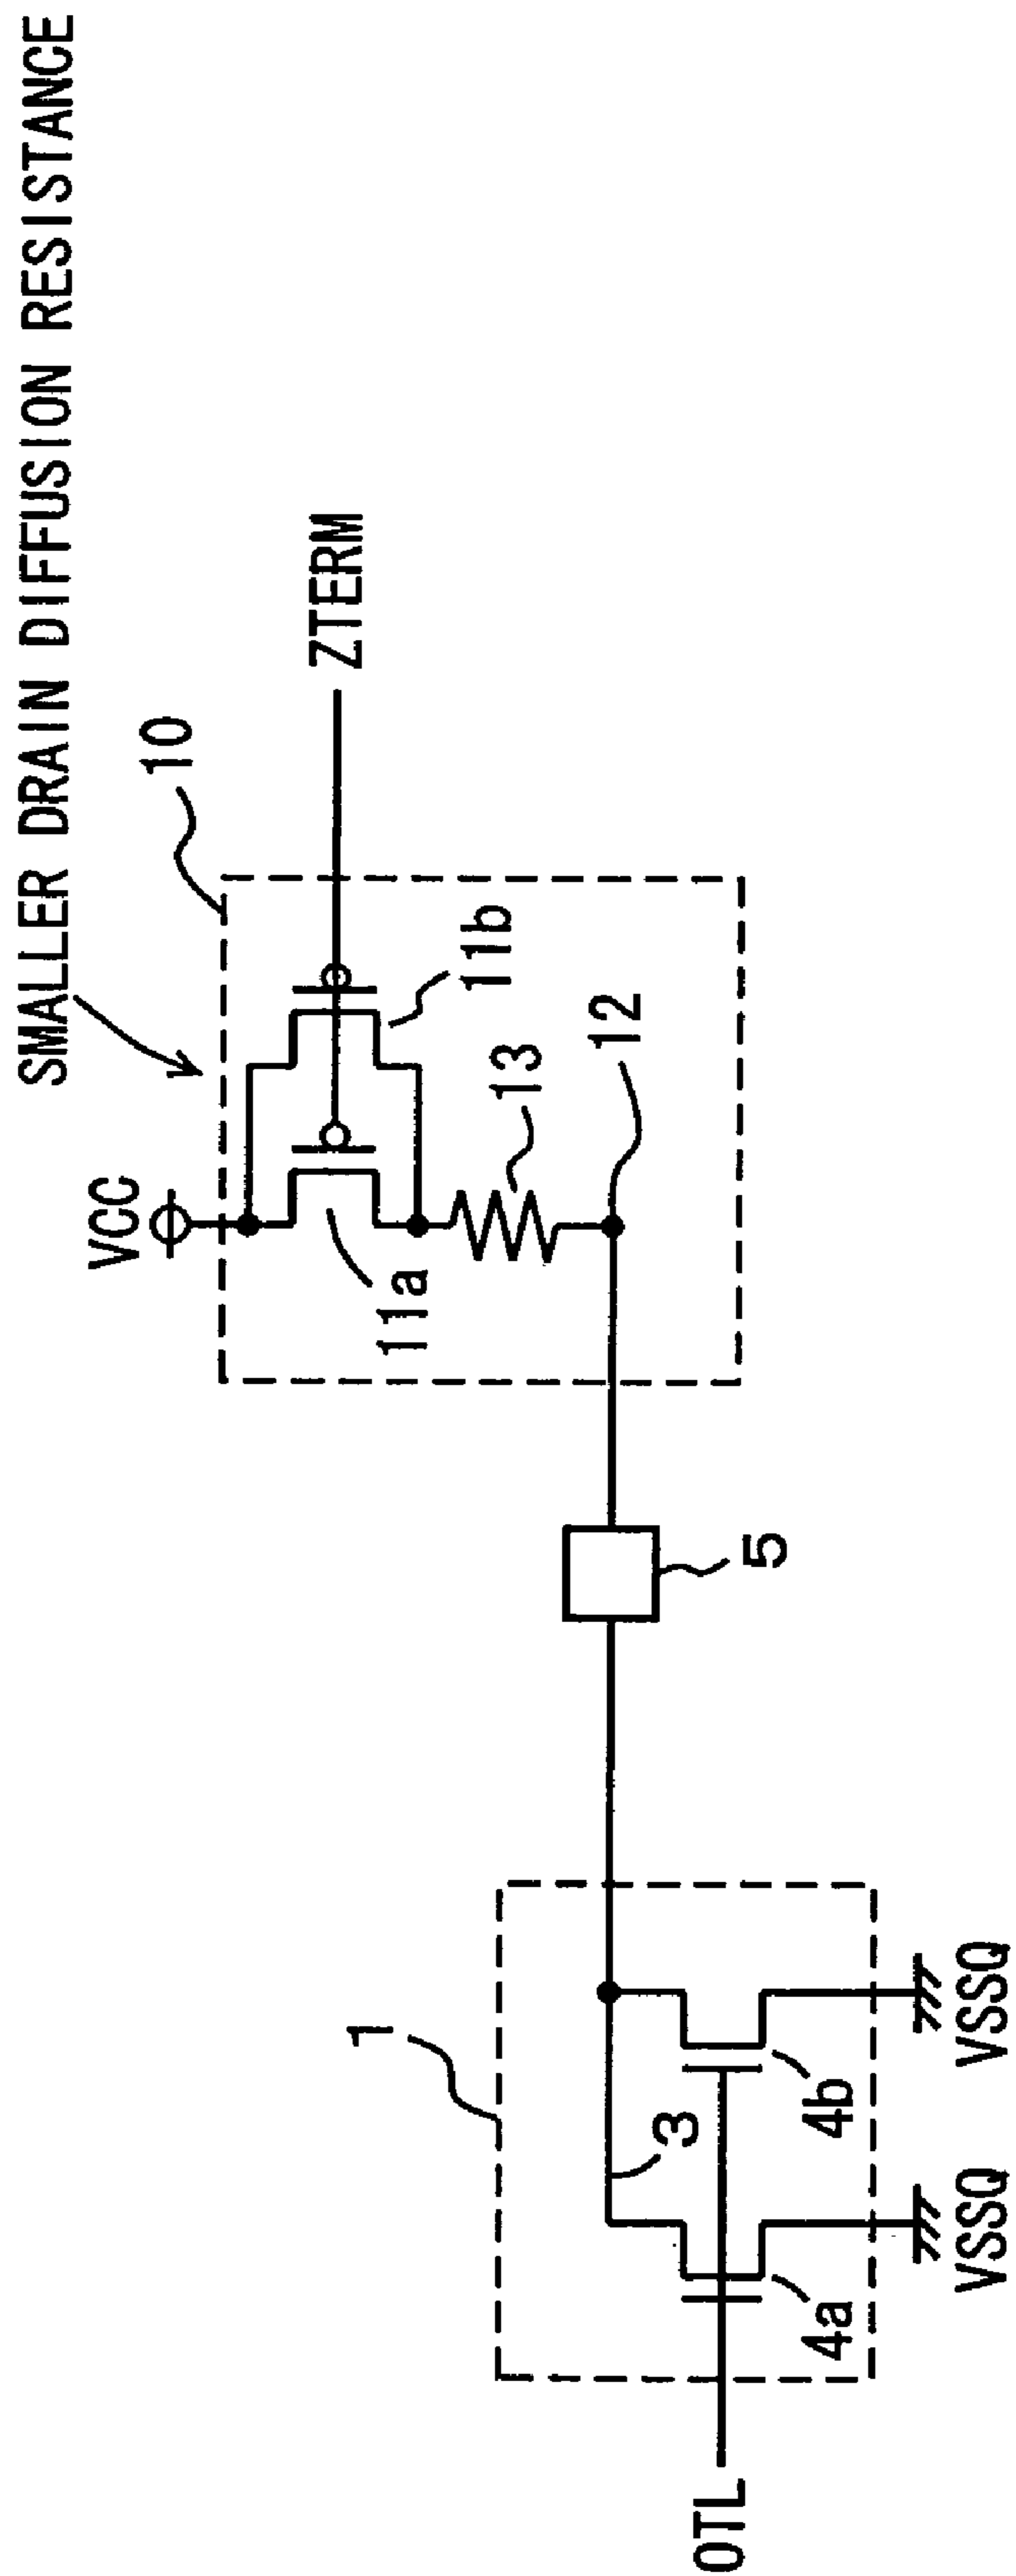 SMALLER DRAIN DIFFUSION RESISTANCE
VCC
10
11a
11b
ZTERM
13
12
5
1
3
4a
4b
OTL
VSSQ
VSSQ